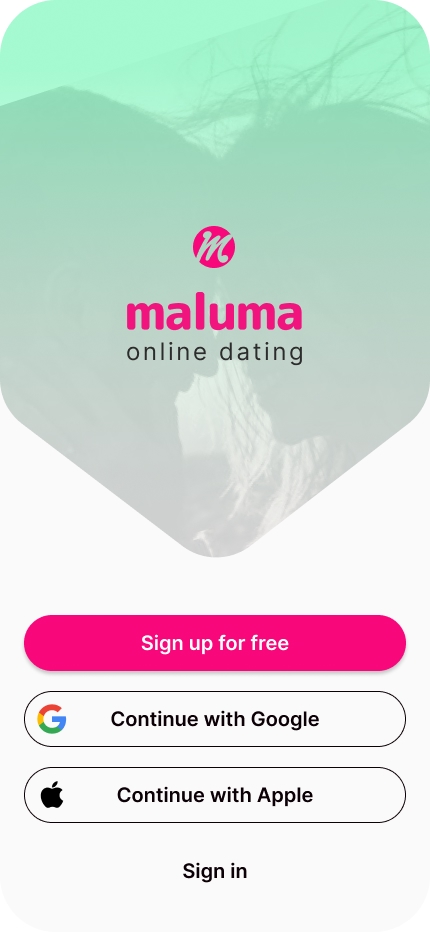 m
maluma
online dating
Sign up for free
Continue with Google
Continue with Apple
Sign in